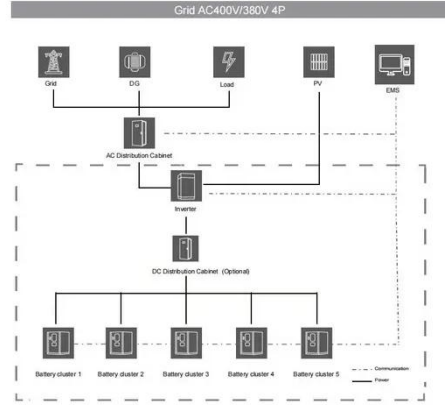 Grid AC400V/380V 4P
Grid
DG
Load
PV
EMS
AC Distribution Cabinet
Inverter
DC Distribution Cabinet (Optional)
Battery cluster 1
Battery cluster 2
Battery cluster 3
Battery cluster 4
Battery cluster 5
Communication
Power